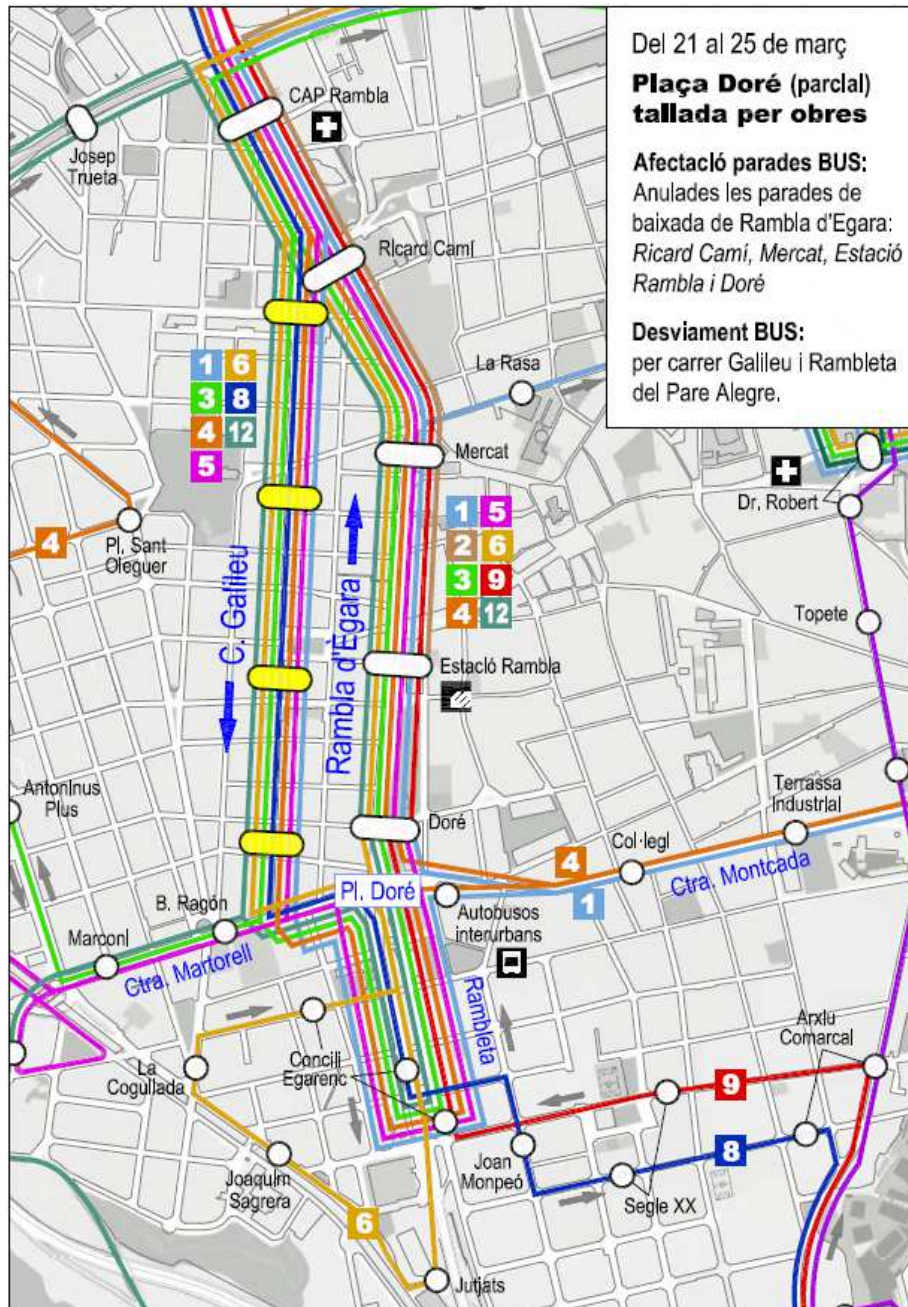 Del 21 al 25 de març
Plaça Doré (parcial)
tallada per obres
Afectació parades BUS:
Anulades les parades de
baixada de Rambla d'Egara:
Ricard Camí, Mercat, Estació
Rambla i Doré
Desviament BUS:
per carrer Galileu i Rambleta
del Pare Alegre.
CAP Rambla
Josep
Trueta
Ricard Camí
1 6
3 8
4 12
5
La Rasa
Mercat
Dr. Robert
4
Pl. Sant
Oleguer
C. Galileu
Rambla d'Ègara
1 5
2 6
3 9
4 12
Topete
Estació Rambla
Antoninus
Pius
Doré
Terrassa
Industrial
Col·legi
4
1
Ctra. Montcada
Pl. Doré
B. Ragón
Autobusos
interurbans
Marconi
Ctra. Martorell
Rambleta
Concili
Egarenc
La
Cogullada
Arxiu
Comarcal
9
Joan
Monpeó
8
Segle XX
Joaquim
Sagrera
6
Jutjats